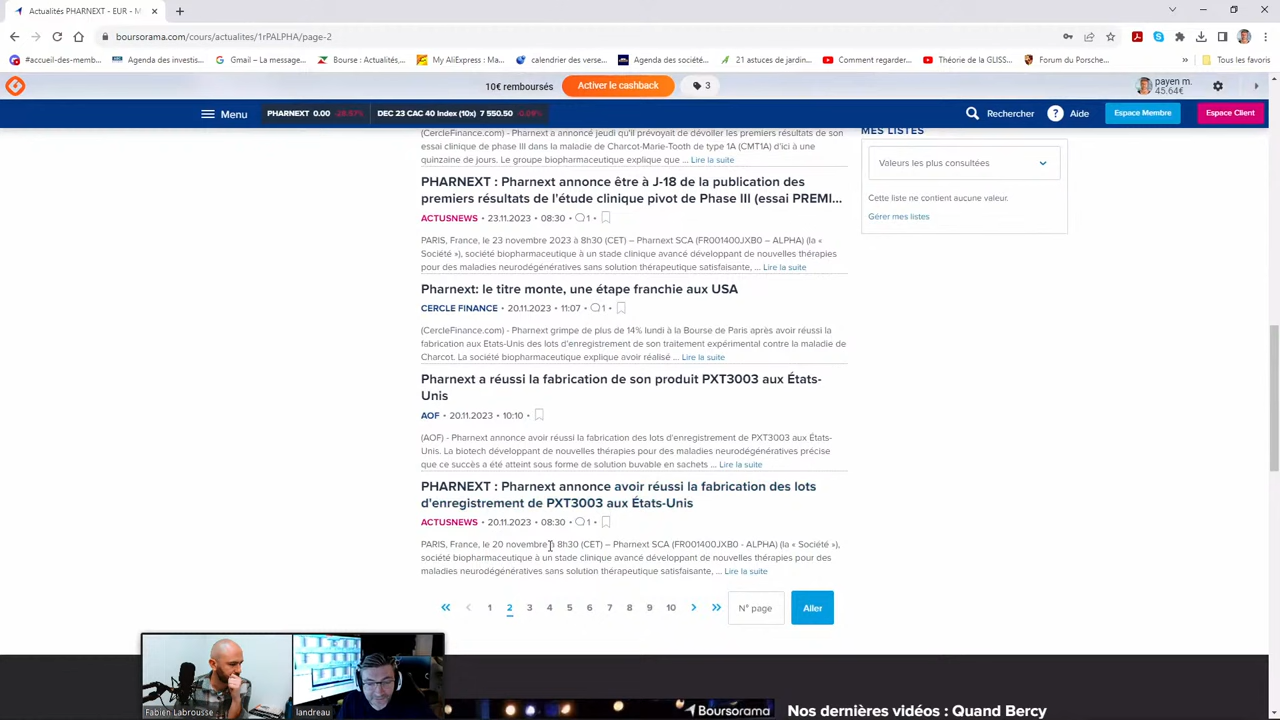 Actualités PHARNEXT - EUR - M...
boursorama.com/cours/actualites/1rPALPHA/page-2
#accueil-des-memb...
Agenda des investis...
Gmail – La message...
Bourse : Actualités,...
My AliExpress : Ma...
calendrier des verse...
Agenda des société...
21 astuces de jardin...
Comment regarder...
Théorie de la GLISS...
Forum du Porsche...
»
Tous les favoris
10€ remboursés
Activer le cashback
3
payen m.
45.64€
Menu
PHARNEXT 0.00 -28.57%
DEC 23 CAC 40 Index (10x) 7 550.50 -0.09%
Rechercher
Aide
Espace Membre
Espace Client
(CercleFinance.com) - Pharnext a annoncé jeudi qu'il prévoyait de dévoiler les premiers résultats de son
essai clinique de phase III dans la maladie de Charcot-Marie-Tooth de type 1A (CMT1A) d'ici à une
quinzaine de jours. Le groupe biopharmaceutique explique que ... Lire la suite
PHARNEXT : Pharnext annonce être à J-18 de la publication des
premiers résultats de l'étude clinique pivot de Phase III (essai PREMI...
ACTUSNEWS • 23.11.2023 • 08:30 • 1 •
PARIS, France, le 23 novembre 2023 à 8h30 (CET) – Pharnext SCA (FR001400JXB0 – ALPHA) (la «
Société »), société biopharmaceutique à un stade clinique avancé développant de nouvelles thérapies
pour des maladies neurodégénératives sans solution thérapeutique satisfaisante, ... Lire la suite
Pharnext: le titre monte, une étape franchie aux USA
CERCLE FINANCE • 20.11.2023 • 11:07 • 1 •
(CercleFinance.com) - Pharnext grimpe de plus de 14% lundi à la Bourse de Paris après avoir réussi la
fabrication aux Etats-Unis des lots d'enregistrement de son traitement expérimental contre la maladie de
Charcot. La société biopharmaceutique explique avoir réalisé ... Lire la suite
Pharnext a réussi la fabrication de son produit PXT3003 aux États-
Unis
AOF • 20.11.2023 • 10:10 •
(AOF) - Pharnext annonce avoir réussi la fabrication des lots d'enregistrement de PXT3003 aux États-
Unis. La biotech développant de nouvelles thérapies pour des maladies neurodégénératives précise
que ce succès a été atteint sous forme de solution buvable en sachets ... Lire la suite
PHARNEXT : Pharnext annonce avoir réussi la fabrication des lots
d'enregistrement de PXT3003 aux États-Unis
ACTUSNEWS • 20.11.2023 • 08:30 • 1 •
PARIS, France, le 20 novembre à 8h30 (CET) – Pharnext SCA (FR001400JXB0 - ALPHA) (la « Société »),
société biopharmaceutique à un stade clinique avancé développant de nouvelles thérapies pour des
maladies neurodégénératives sans solution thérapeutique satisfaisante, ... Lire la suite
1 2 3 4 5 6 7 8 9 10
N° page
Aller
MES LISTES
Valeurs les plus consultées
Cette liste ne contient aucune valeur.
Gérer mes listes
Fabien Labrousse
landreau
Boursorama
Nos dernières vidéos : Quand Bercy